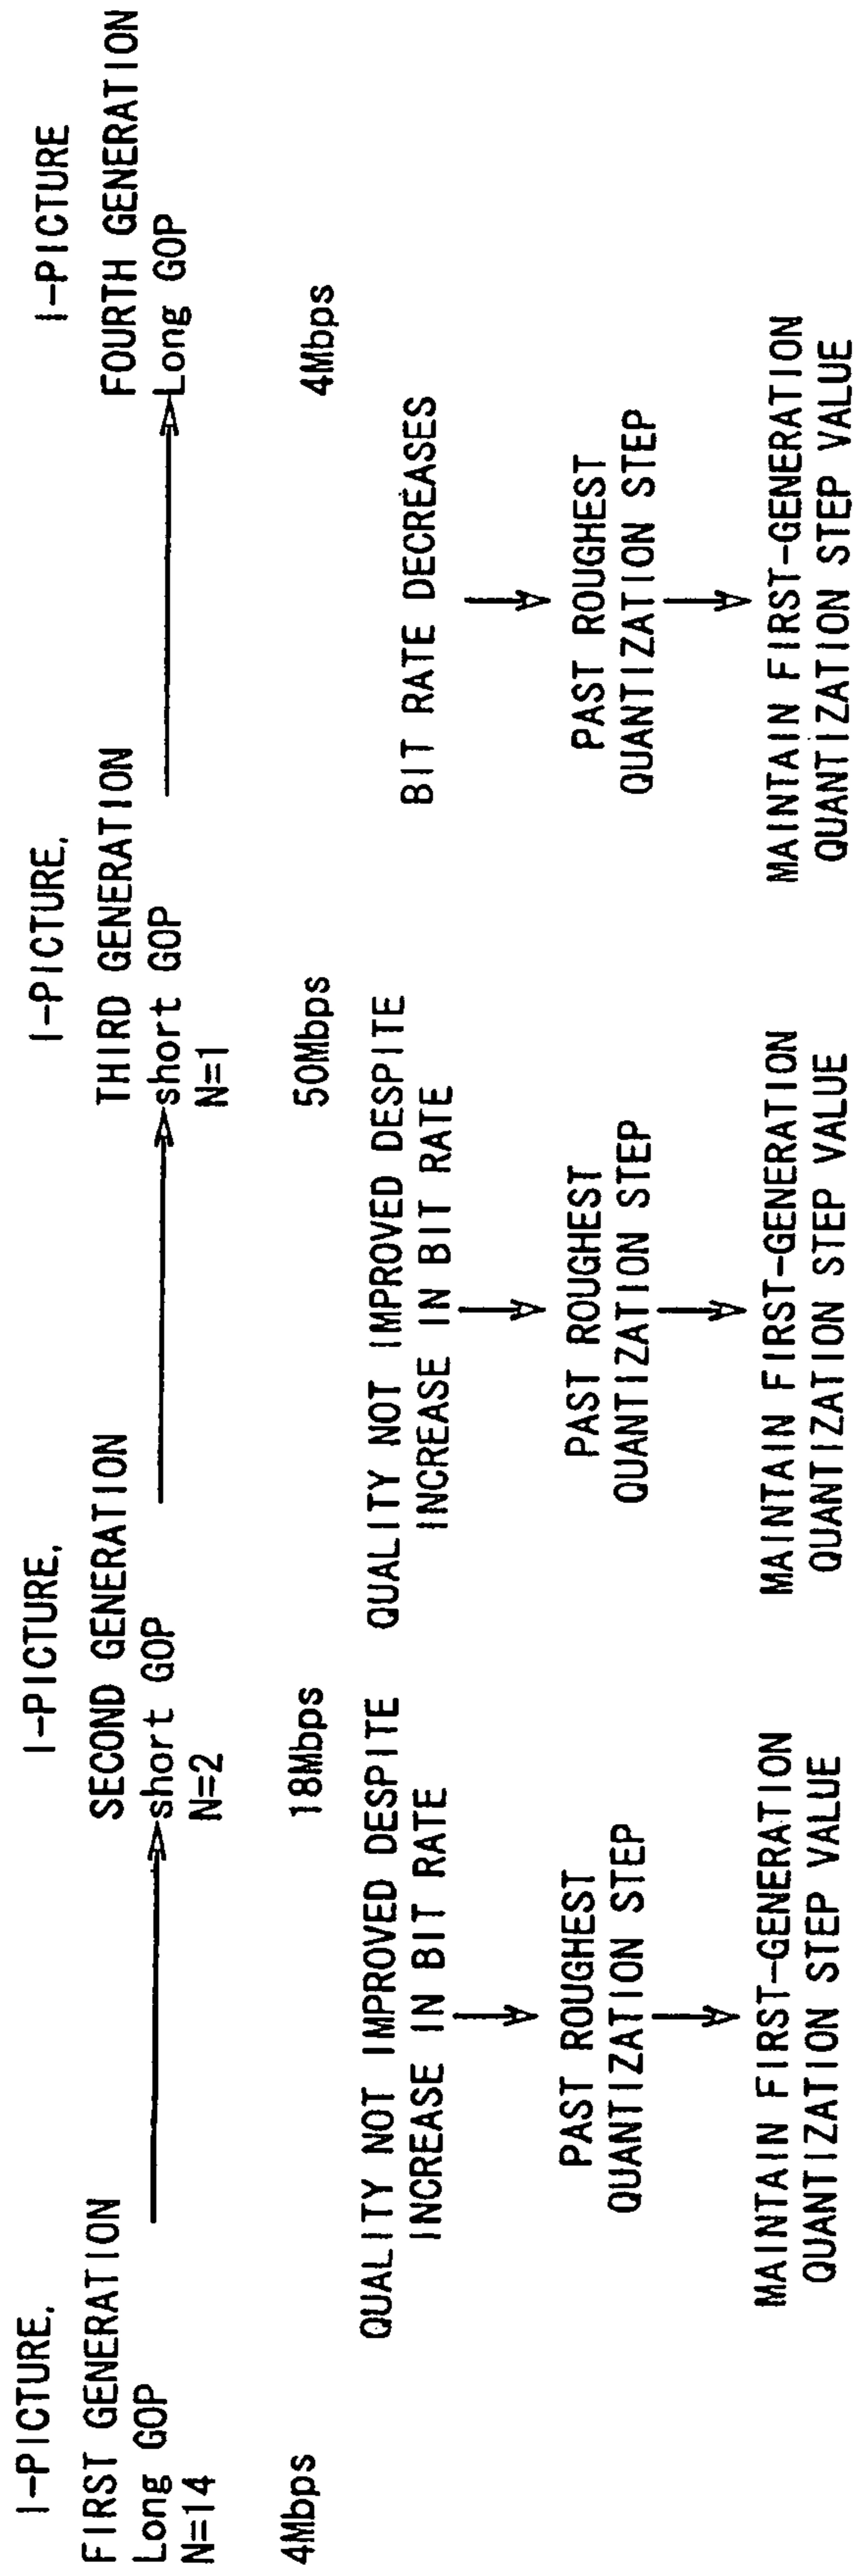 I-PICTURE,
FIRST GENERATION
Long GOP
N=14
4Mbps
I-PICTURE,
SECOND GENERATION
short GOP
N=2
18Mbps
QUALITY NOT IMPROVED DESPITE
INCREASE IN BIT RATE
PAST ROUGHEST
QUANTIZATION STEP
MAINTAIN FIRST-GENERATION
QUANTIZATION STEP VALUE
I-PICTURE,
THIRD GENERATION
short GOP
N=1
50Mbps
QUALITY NOT IMPROVED DESPITE
INCREASE IN BIT RATE
PAST ROUGHEST
QUANTIZATION STEP
MAINTAIN FIRST-GENERATION
QUANTIZATION STEP VALUE
I-PICTURE
FOURTH GENERATION
Long GOP
4Mbps
BIT RATE DECREASES
PAST ROUGHEST
QUANTIZATION STEP
MAINTAIN FIRST-GENERATION
QUANTIZATION STEP VALUE